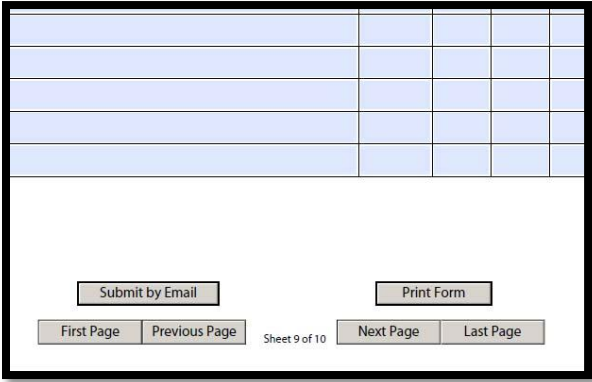 Submit by Email Print Form
First Page Previous Page Sheet 9 of 10 Next Page Last Page